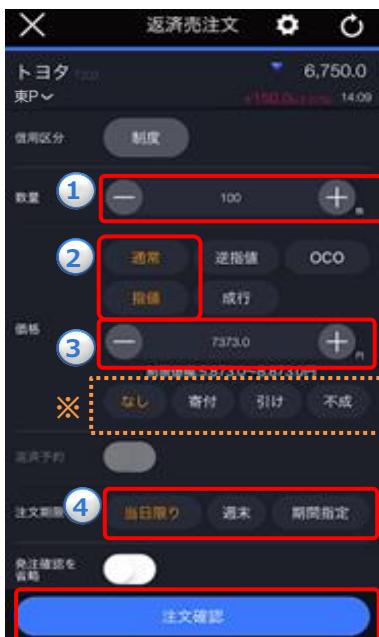 返済売注文
トヨタ 7203
6,750.0
東P
+150.0 14:09
信用区分 制度
数量 ① 100 株
② 通常 逆指値 OCO
指値 成行
価格 ③ 7373.0 円
※ なし 寄付 引け 不成
返済予約
注文期限 ④ 当日限り 週末 期間指定
発注確認を
省略
注文確認